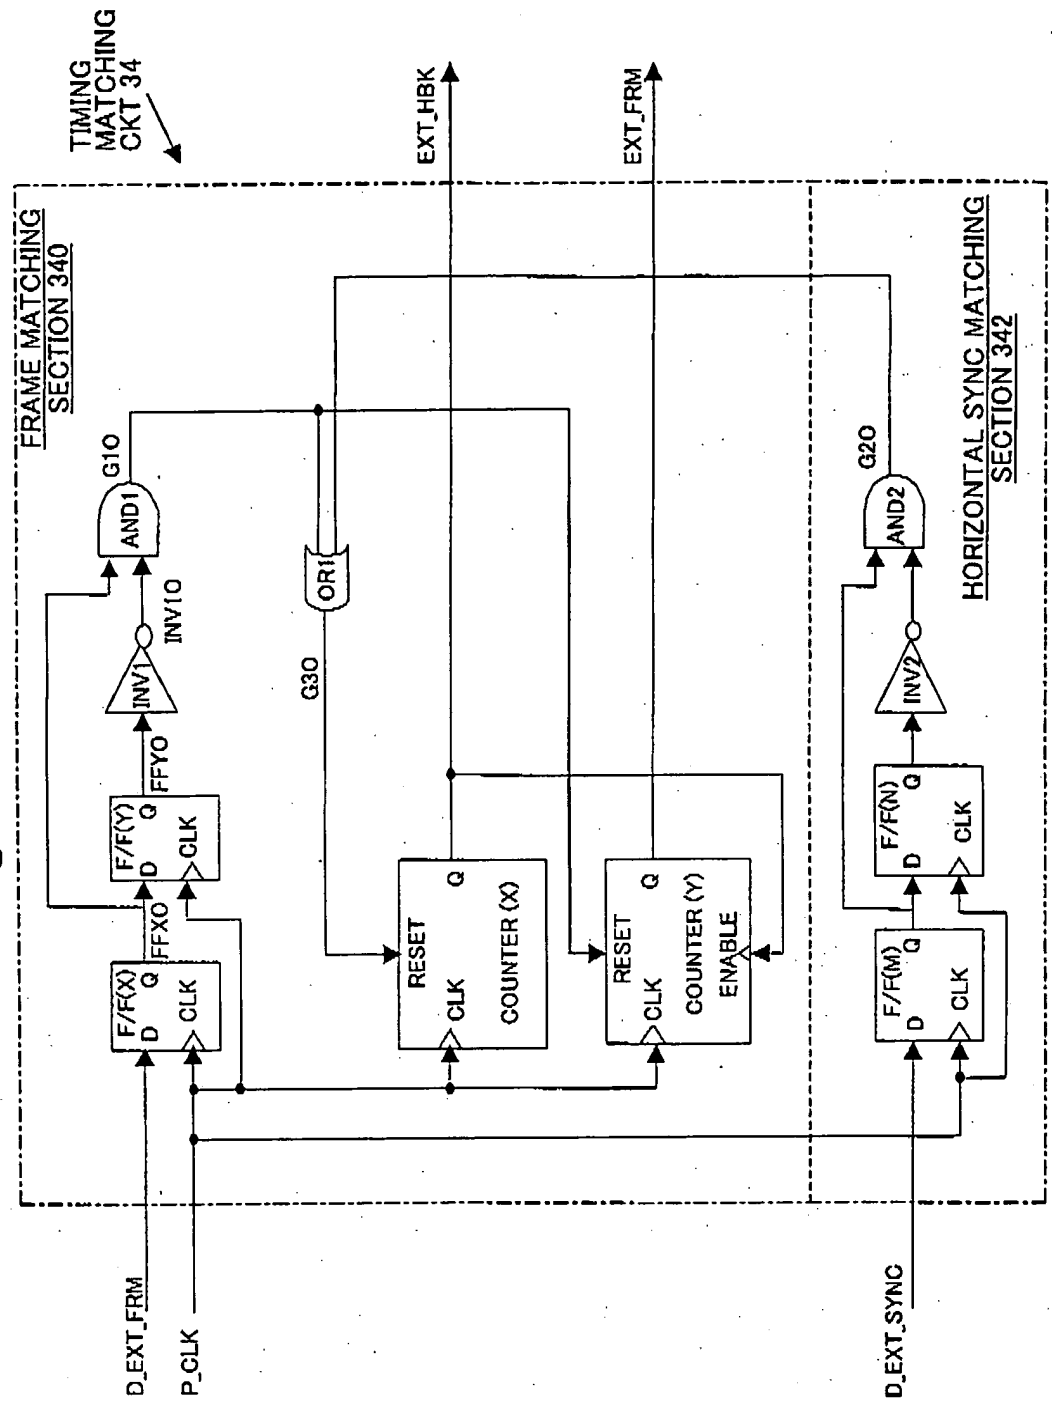 TIMING
MATCHING
CKT 34
FRAME MATCHING
SECTION 340
D_EXT_FRM
P_CLK
F/F(X)
D
Q
CLK
FFXO
F/F(Y)
D
Q
CLK
FFYO
INV1
INV1O
AND1
G1O
OR1
G3O
RESET
CLK
Q
COUNTER (X)
EXT_HBK
RESET
CLK
Q
COUNTER (Y)
ENABLE
EXT_FRM
HORIZONTAL SYNC MATCHING
SECTION 342
D_EXT_SYNC
F/F(M)
D
Q
CLK
F/F(N)
D
Q
CLK
INV2
AND2
G2O